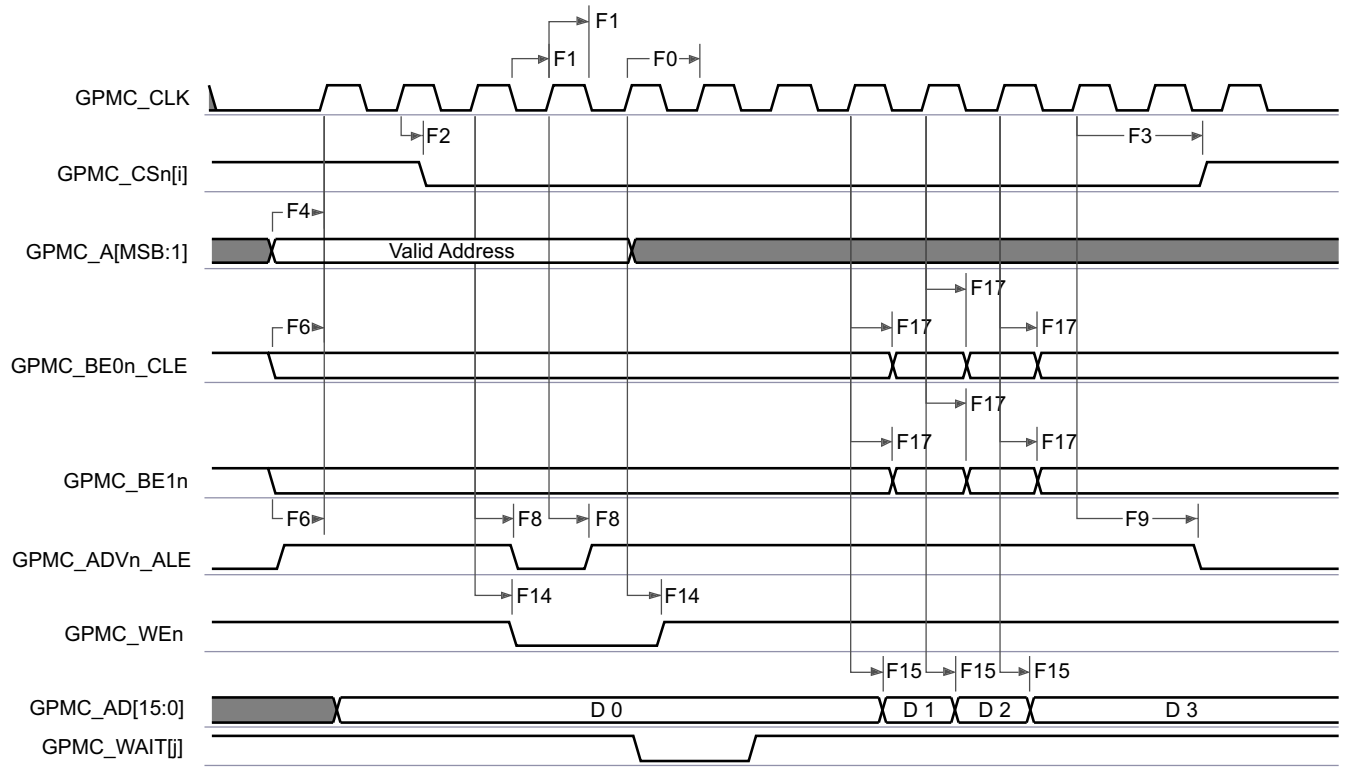 F1
F1 F0
GPMC_CLK
F2 F3
GPMC_CSn[i]
F4
GPMC_A[MSB:1] Valid Address
F17
F6 F17 F17
GPMC_BE0n_CLE
F17
F17 F17
GPMC_BE1n
F6 F8 F8 F9
GPMC_ADVn_ALE
F14 F14
GPMC_WEn
F15 F15 F15
GPMC_AD[15:0] D 0 D 1 D 2 D 3
GPMC_WAIT[j]